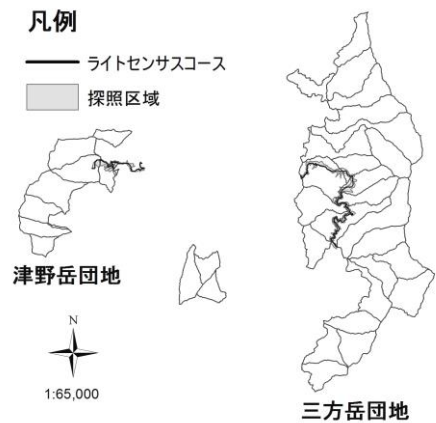 凡例
ライトセンサスコース
探照区域
津野岳団地
N
1:65,000
三方岳団地